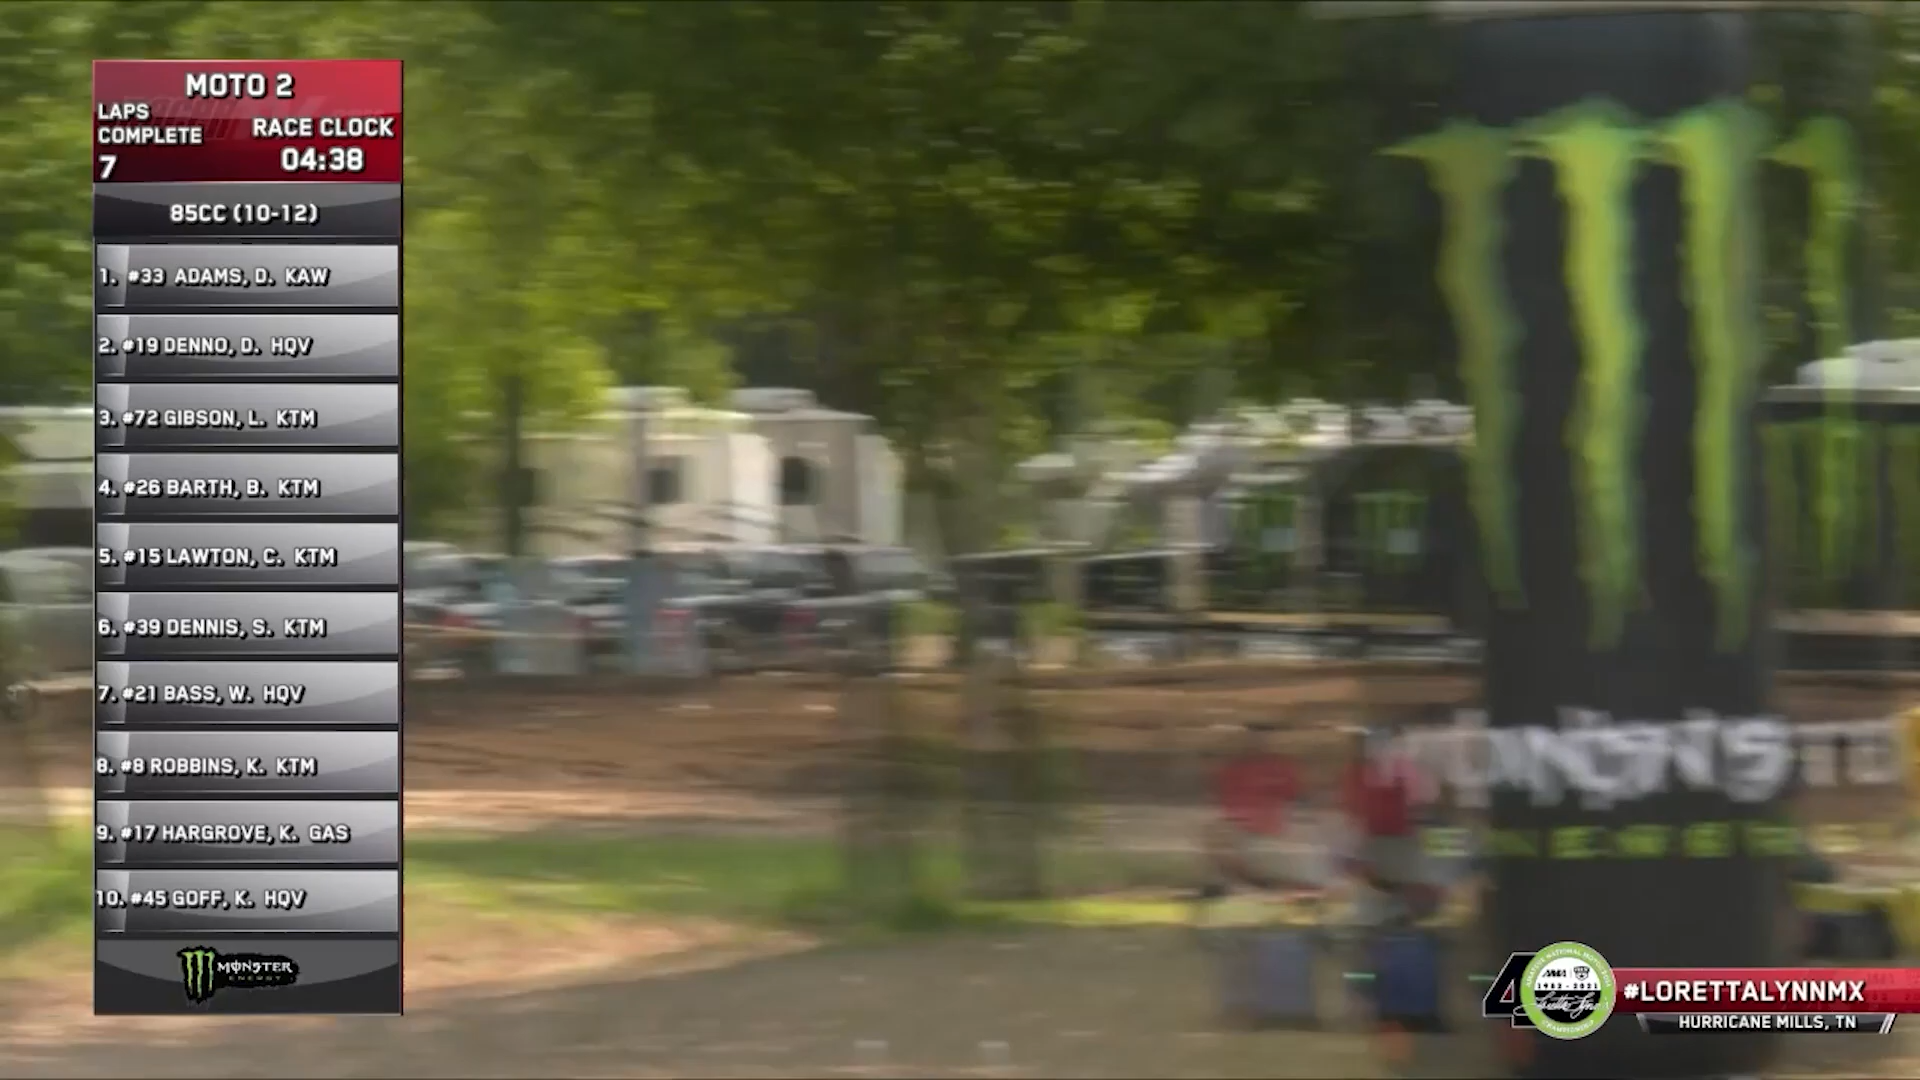 MOTO 2
LAPS COMPLETE
7
RACE CLOCK
04:38
85CC (10-12)
1. #33 ADAMS, D. KAW
2. #19 DENNO, D. HQV
3. #72 GIBSON, L. KTM
4. #26 BARTH, B. KTM
5. #15 LAWTON, C. KTM
6. #39 DENNIS, S. KTM
7. #21 BASS, W. HQV
8. #8 ROBBINS, K. KTM
9. #17 HARGROVE, K. GAS
10. #45 GOFF, K. HQV
MONSTER
ENERGY
#LORETTALYNNMX
HURRICANE MILLS, TN
1982 - 2021